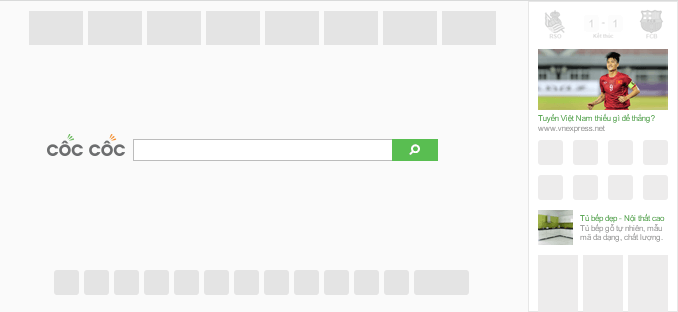 CỐC CỐC
1 - 1
RSO
Kết thúc
FCB
9
Tuyển Việt Nam thiếu gì để thắng?
www.vnexpress.net
Tủ bếp đẹp - Nội thất cao
Tủ bếp gỗ tự nhiên, mẫu
mã đa dạng, chất lượng.